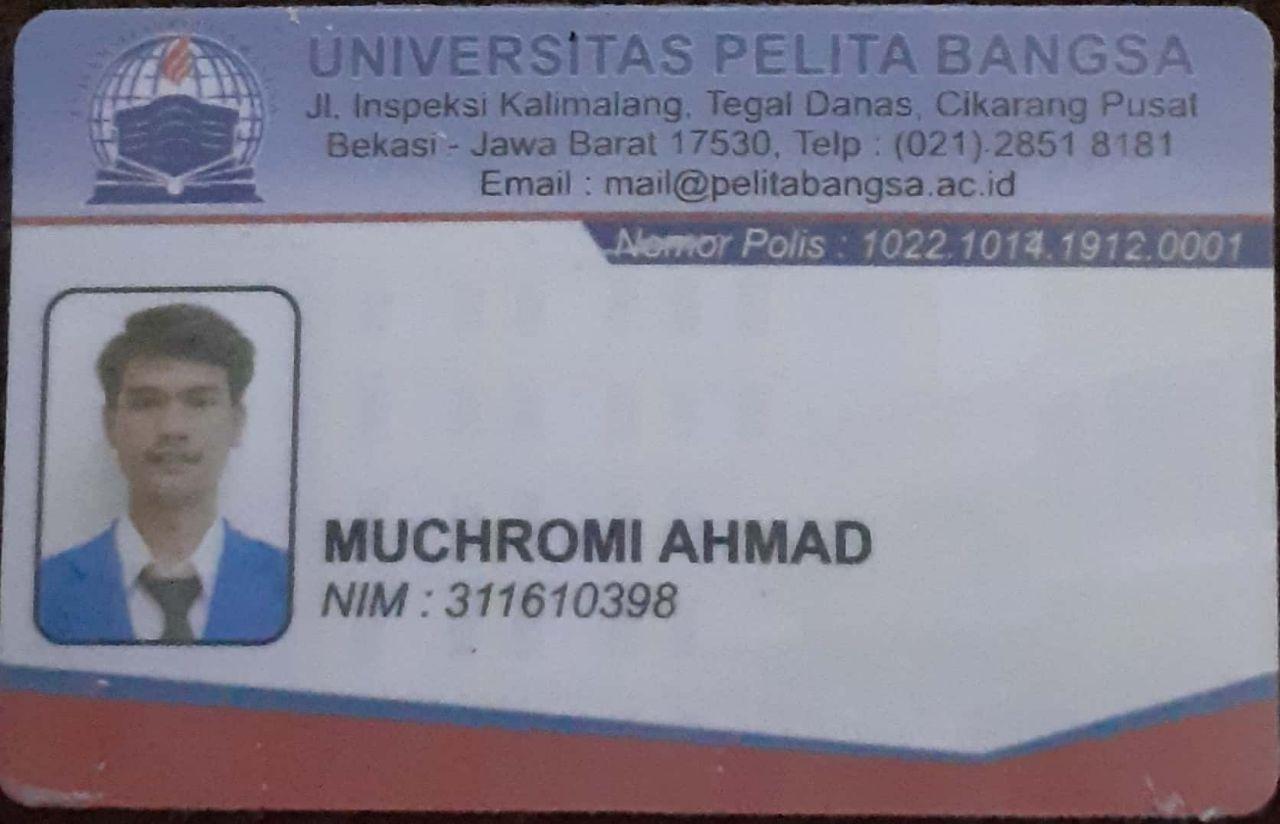 UNIVERSITAS PELITA BANGSA
Jl. Inspeksi Kalimalang, Tegal Danas, Cikarang Pusat
Bekasi - Jawa Barat 17530, Telp : (021) 2851 8181
Email : mail@pelitabangsa.ac.id
Nomor Polis : 1022.1014.1912.0001
MUCHROMI AHMAD
NIM : 311610398